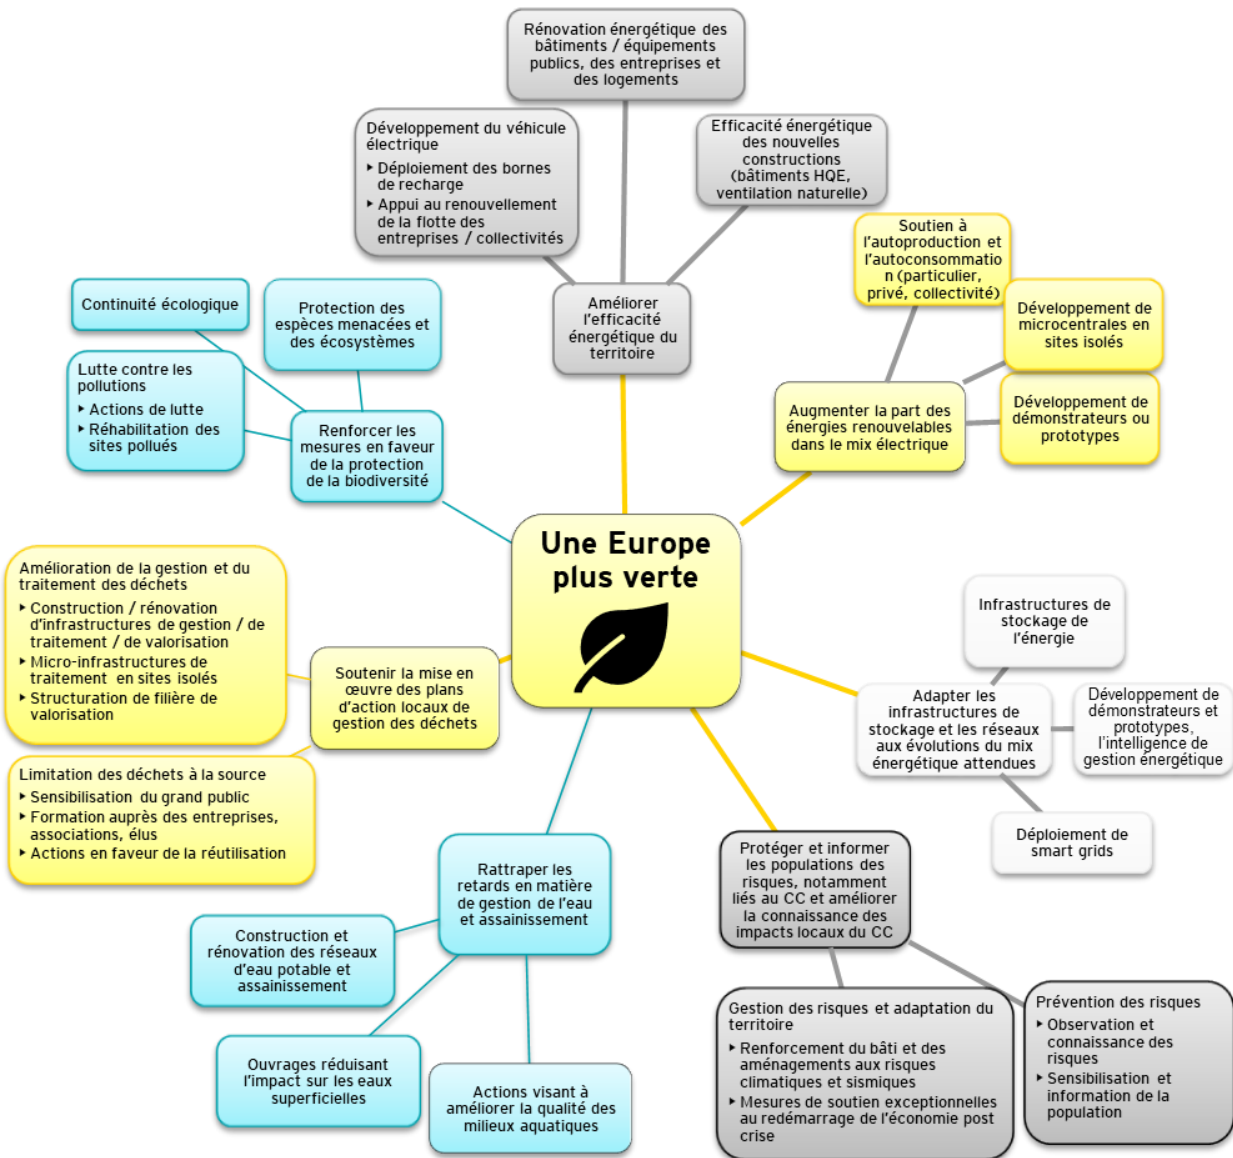 Rénovation énergétique des
bâtiments / équipements
publics, des entreprises et
des logements
Développement du véhicule
électrique
‣ Déploiement des bornes
de recharge
‣ Appui au renouvellement
de la flotte des
entreprises / collectivités
Efficacité énergétique
des nouvelles
constructions
(bâtiments HQE,
ventilation naturelle)
Améliorer
l'efficacité
énergétique du
territoire
Soutien à
l'autoproduction et
l'autoconsommatio
n (particulier,
privé, collectivité)
Développement de
microcentrales en
sites isolés
Développement de
démonstrateurs ou
prototypes
Augmenter la part des
énergies renouvelables
dans le mix électrique
Continuité écologique
Protection des
espèces menacées et
des écosystèmes
Lutte contre les
pollutions
‣ Actions de lutte
‣ Réhabilitation des
sites pollués
Renforcer les
mesures en faveur
de la protection
de la biodiversité
Une Europe
plus verte
Amélioration de la gestion et du
traitement des déchets
‣ Construction / rénovation
d'infrastructures de gestion / de
traitement / de valorisation
‣ Micro-infrastructures de
traitement en sites isolés
‣ Structuration de filière de
valorisation
Soutenir la mise en
œuvre des plans
d'action locaux de
gestion des déchets
Limitation des déchets à la source
‣ Sensibilisation du grand public
‣ Formation auprès des entreprises,
associations, élus
‣ Actions en faveur de la réutilisation
Infrastructures de
stockage de
l'énergie
Adapter les
infrastructures de
stockage et les réseaux
aux évolutions du mix
énergétique attendues
Développement de
démonstrateurs et
prototypes,
l'intelligence de
gestion énergétique
Déploiement de
smart grids
Rattraper les
retards en matière
de gestion de l'eau
et assainissement
Construction et
rénovation des réseaux
d'eau potable et
assainissement
Ouvrages réduisant
l'impact sur les eaux
superficielles
Actions visant à
améliorer la qualité des
milieux aquatiques
Protéger et informer
les populations des
risques, notamment
liés au CC et améliorer
la connaissance des
impacts locaux du CC
Gestion des risques et adaptation du
territoire
‣ Renforcement du bâti et des
aménagements aux risques
climatiques et sismiques
‣ Mesures de soutien exceptionnelles
au redémarrage de l'économie post
crise
Prévention des risques
‣ Observation et
connaissance des
risques
‣ Sensibilisation et
information de la
population